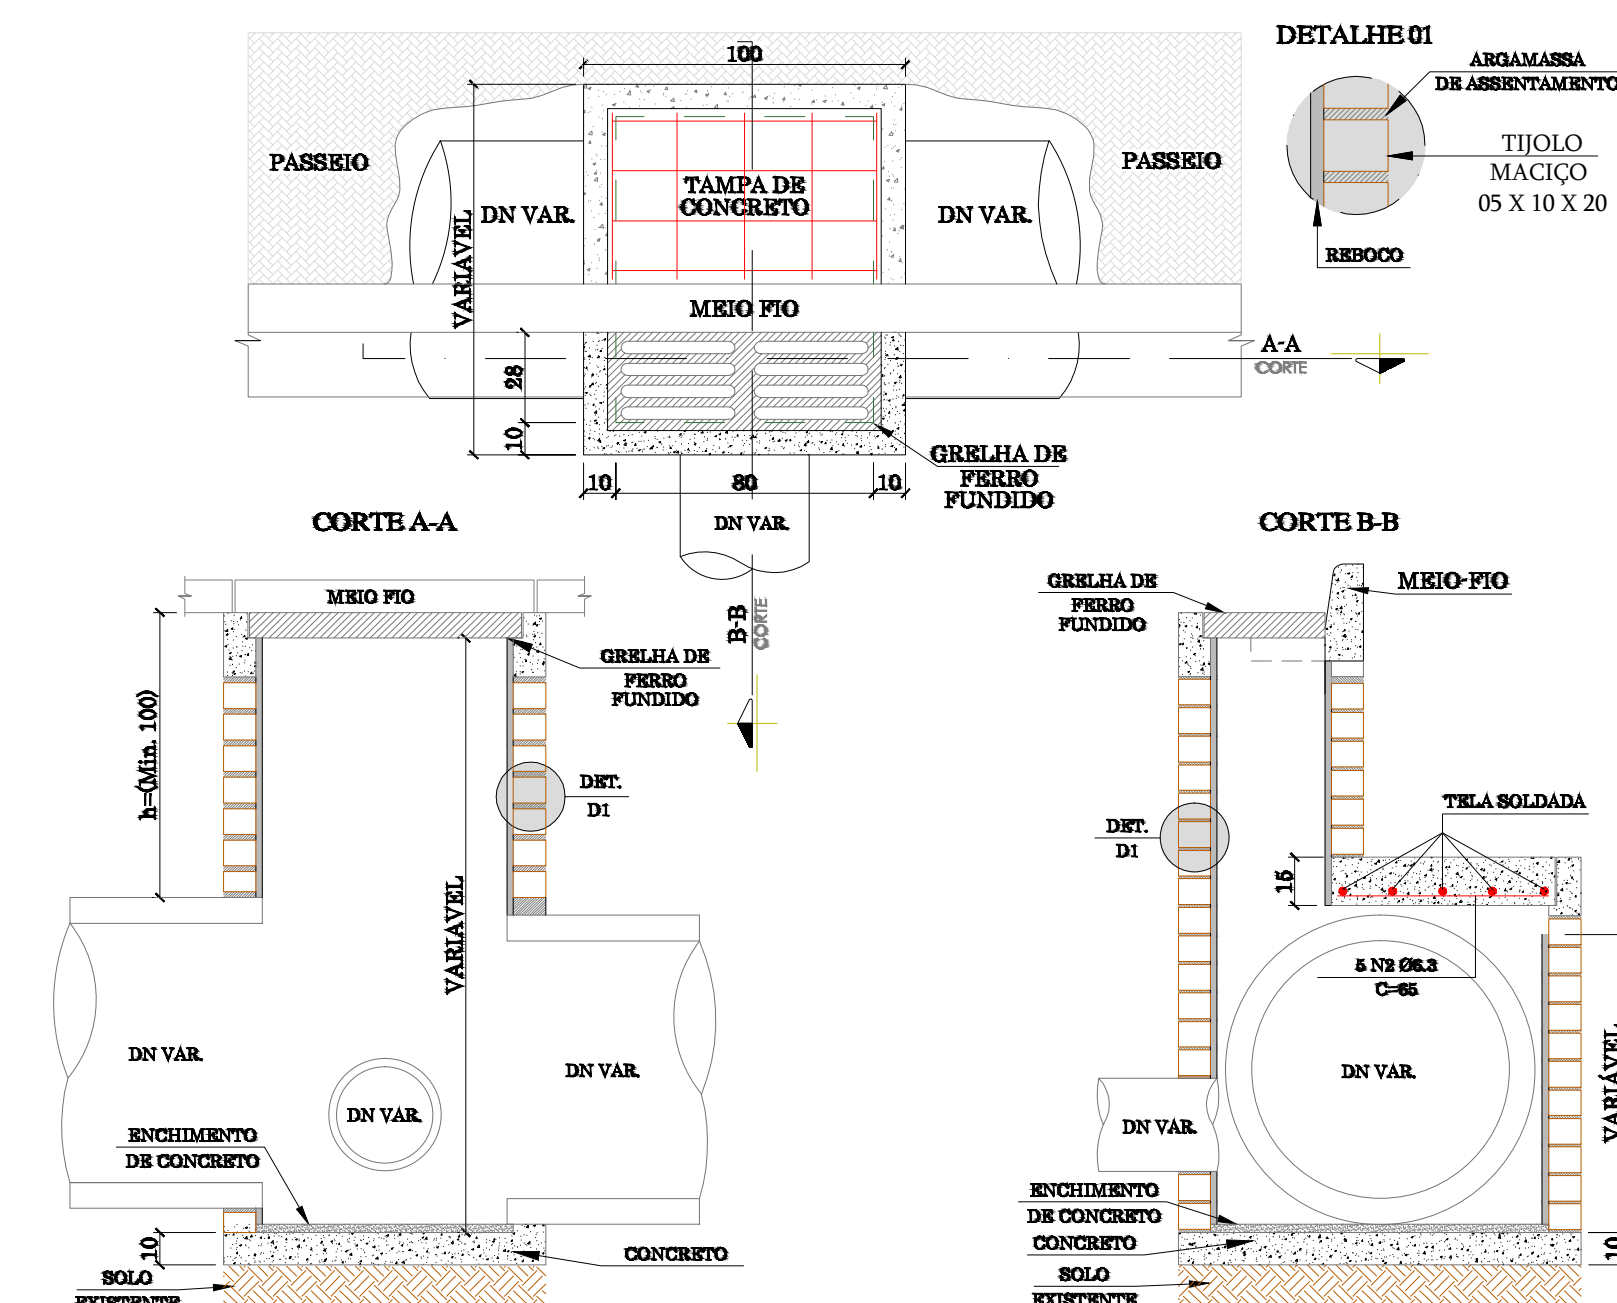 100
PASSEIO
DN VAR.
VARIAVEL
TAMPA DE
CONCRETO
DN VAR.
PASSEIO
MEIO FIO
28
10
10
80
10
DN VAR.
GRELHA DE
FERRO
FUNDIDO
A-A
CORTE
B-B
CORTE
DETALHE 01
ARGAMASSA
DE ASSENTAMENTO
TIJOLO
MACIÇO
05 X 10 X 20
REBOCO
CORTE A-A
MEIO FIO
GRELHA DE
FERRO
FUNDIDO
h=(Min. 100)
DET.
D1
VARIAVEL
DN VAR.
DN VAR.
DN VAR.
ENCHIMENTO
DE CONCRETO
10
CONCRETO
SOLO
EXISTENTE
CORTE B-B
GRELHA DE
FERRO
FUNDIDO
MEIO-FIO
DET.
D1
TELA SOLDADA
15
5 N2 Ø6.3
C=65
DN VAR.
DN VAR.
VARIÁVEL
ENCHIMENTO
DE CONCRETO
CONCRETO
10
SOLO
EXISTENTE